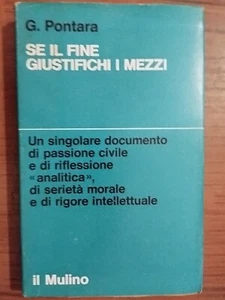 G. Pontara
SE IL FINE
GIUSTIFICHI I MEZZI
Un singolare documento
di passione civile
e di riflessione
«analitica»,
di serietà morale
e di rigore intellettuale
il Mulino